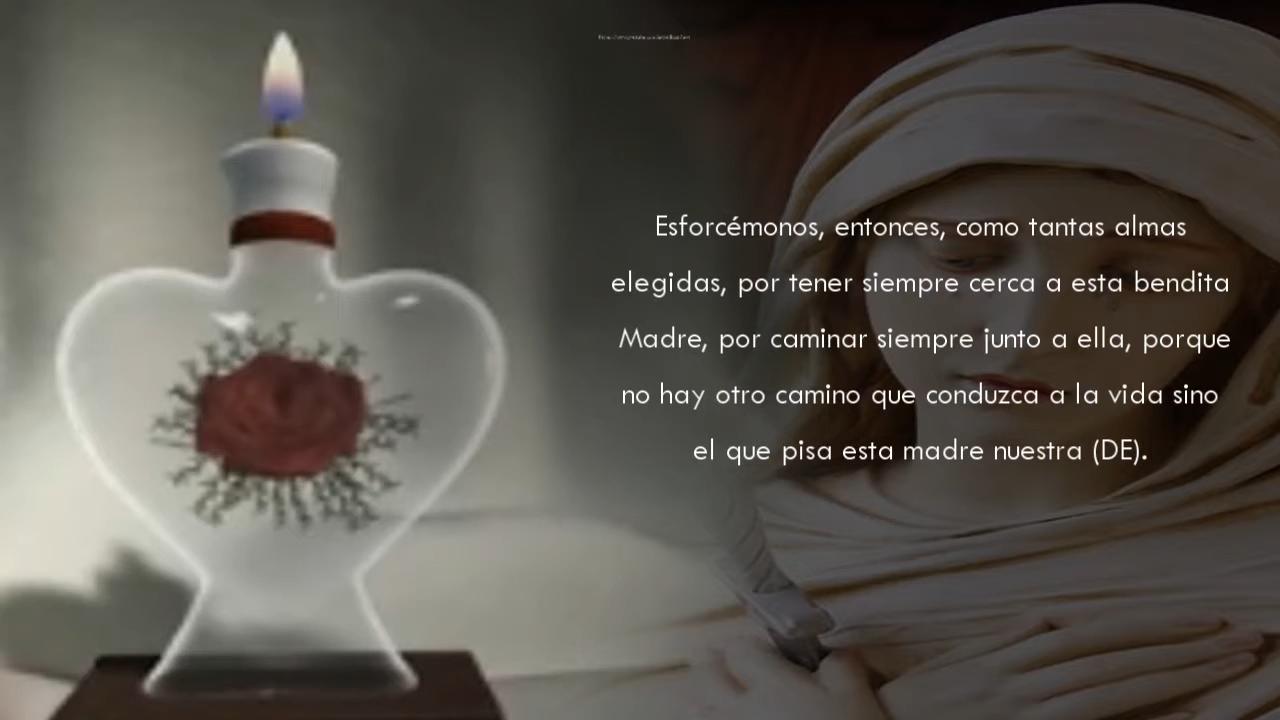 Esforcémonos, entonces, como tantas almas
elegidas, por tener siempre cerca a esta bendita
Madre, por caminar siempre junto a ella, porque
no hay otro camino que conduzca a la vida sino
el que pisa esta madre nuestra (DE).